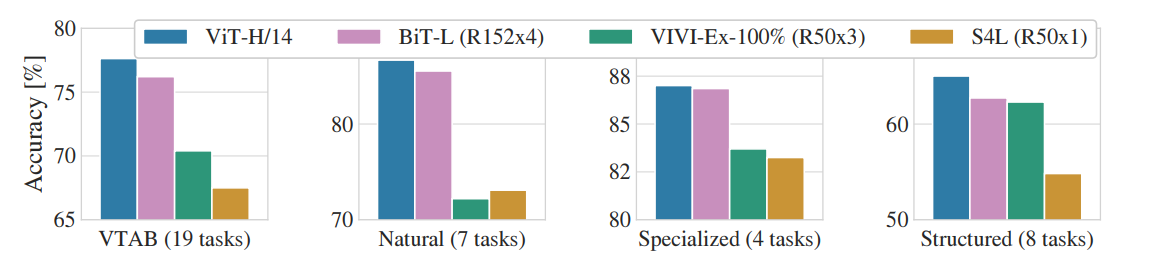 ViT-H/14 BiT-L (R152x4) VIVI-Ex-100% (R50x3) S4L (R50x1)
Accuracy [%]
80
75
70
65
VTAB (19 tasks)
80
70
Natural (7 tasks)
88
85
82
80
Specialized (4 tasks)
60
50
Structured (8 tasks)